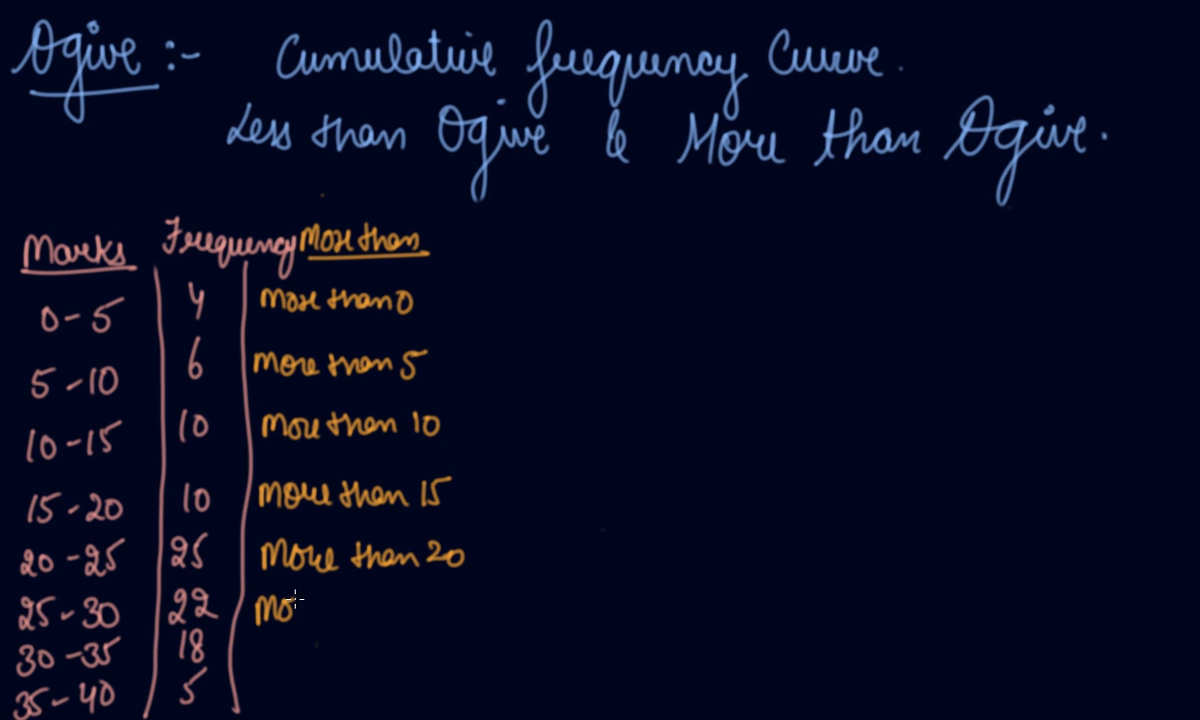 Ogive :- Cumulative frequency Curve.
Less than Ogive & More than Ogive.
Marks Frequency More than
0-5 4 More than 0
5-10 6 More than 5
10-15 10 More than 10
15-20 10 More than 15
20-25 25 More than 20
25-30 22 Mo
30-35 18
35-40 5